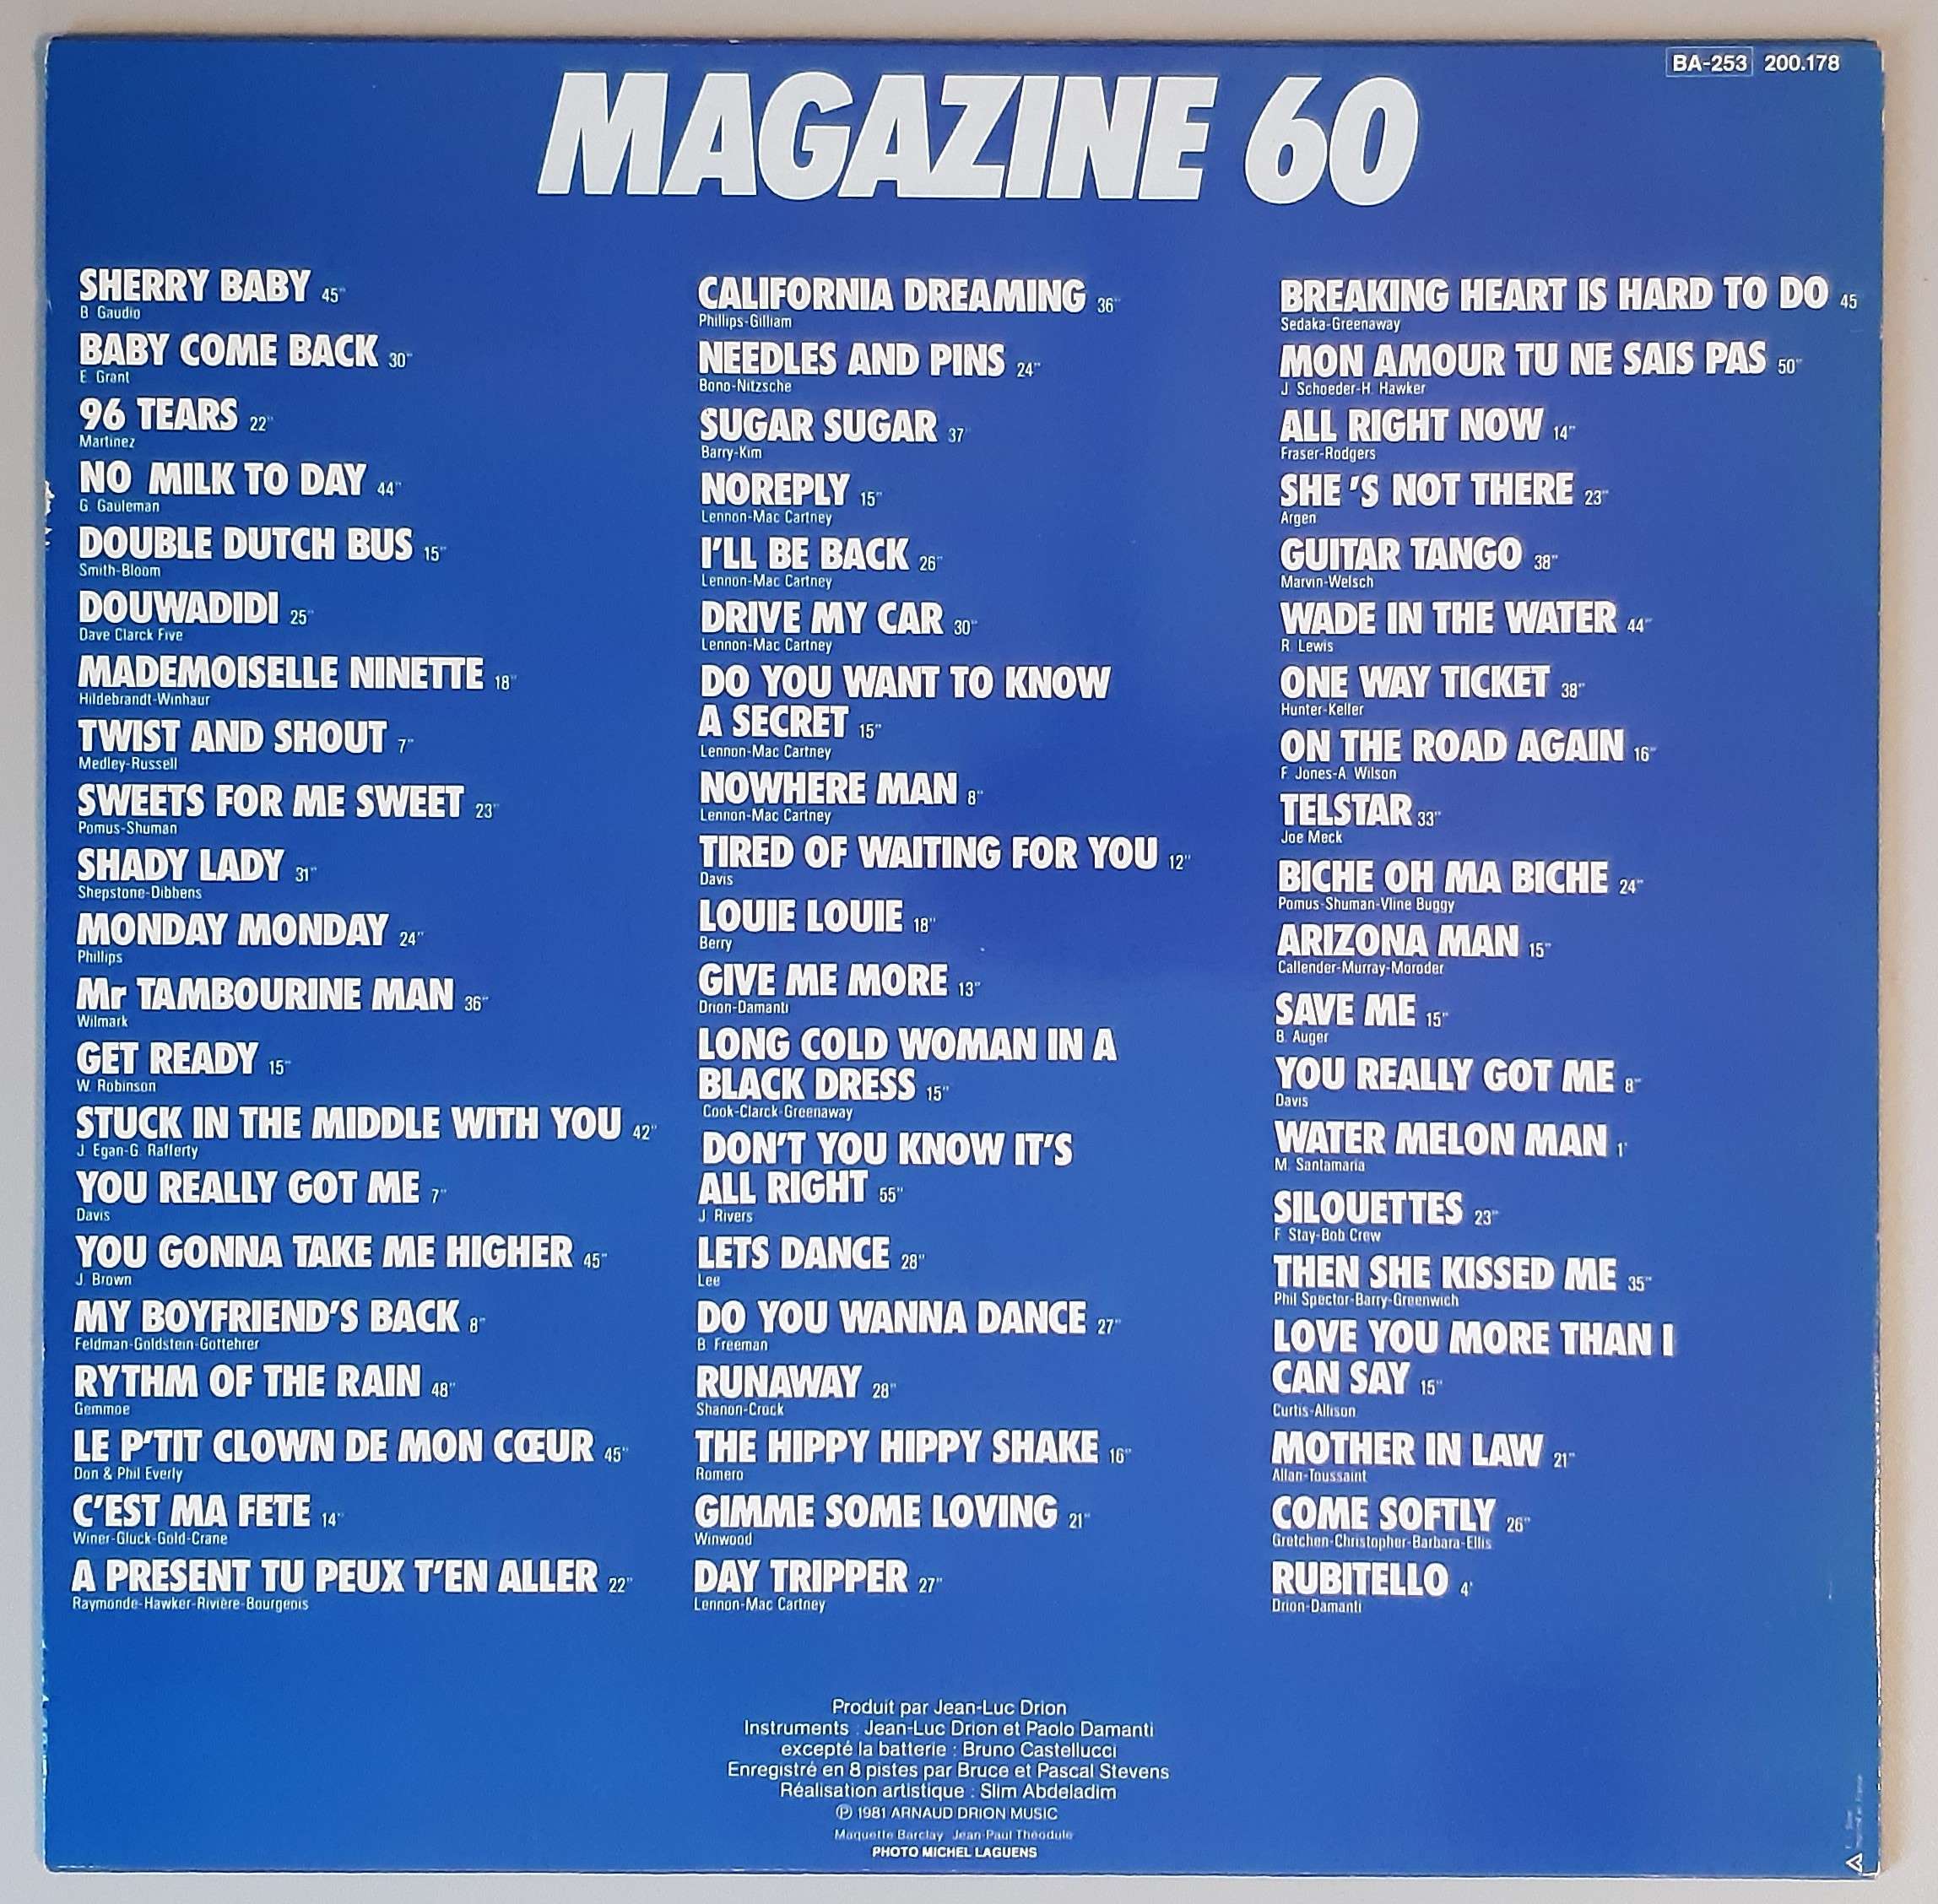 BA-253 200.178
MAGAZINE 60
SHERRY BABY 45"
B. Gaudio
BABY COME BACK 30"
E. Grant
96 TEARS 22"
Martinez
NO MILK TO DAY 44"
G. Gauleman
DOUBLE DUTCH BUS 15"
Smith-Bloom
DOUWADIDI 25"
Dave Clarck Five
MADEMOISELLE NINETTE 18"
Hildebrandt-Winhaur
TWIST AND SHOUT 7"
Medley-Russell
SWEETS FOR ME SWEET 23"
Pomus-Shuman
SHADY LADY 31"
Shepstone-Dibbens
MONDAY MONDAY 24"
Phillips
Mr TAMBOURINE MAN 36"
Wilmark
GET READY 15"
W. Robinson
STUCK IN THE MIDDLE WITH YOU 42"
J. Egan-G. Rafferty
YOU REALLY GOT ME 7"
Davis
YOU GONNA TAKE ME HIGHER 45"
J. Brown
MY BOYFRIEND'S BACK 8"
Feldman-Goldstein-Gottehrer
RYTHM OF THE RAIN 48"
Gemmoe
LE P'TIT CLOWN DE MON CŒUR 45"
Don & Phil Everly
C'EST MA FETE 14"
Winer-Gluck-Gold-Crane
A PRESENT TU PEUX T'EN ALLER 22"
Raymonde-Hawker-Rivière-Bourgeois
CALIFORNIA DREAMING 36"
Phillips-Gilliam
NEEDLES AND PINS 24"
Bono-Nitzsche
SUGAR SUGAR 37"
Barry-Kim
NOREPLY 15"
Lennon-Mac Cartney
I'LL BE BACK 26"
Lennon-Mac Cartney
DRIVE MY CAR 30"
Lennon-Mac Cartney
DO YOU WANT TO KNOW
A SECRET 15"
Lennon-Mac Cartney
NOWHERE MAN 8"
Lennon-Mac Cartney
TIRED OF WAITING FOR YOU 12"
Davis
LOUIE LOUIE 18"
Berry
GIVE ME MORE 13"
Drion-Damanti
LONG COLD WOMAN IN A
BLACK DRESS 15"
Cook-Clarck-Greenaway
DON'T YOU KNOW IT'S
ALL RIGHT 55"
J. Rivers
LETS DANCE 28"
Lee
DO YOU WANNA DANCE 27"
B. Freeman
RUNAWAY 28"
Shanon-Crock
THE HIPPY HIPPY SHAKE 16"
Romero
GIMME SOME LOVING 21"
Winwood
DAY TRIPPER 27"
Lennon-Mac Cartney
BREAKING HEART IS HARD TO DO 45
Sedaka-Greenaway
MON AMOUR TU NE SAIS PAS 50"
J. Schoeder-H. Hawker
ALL RIGHT NOW 14"
Fraser-Rodgers
SHE 'S NOT THERE 23"
Argen
GUITAR TANGO 38"
Marvin-Welsch
WADE IN THE WATER 44"
R. Lewis
ONE WAY TICKET 38"
Hunter-Keller
ON THE ROAD AGAIN 16"
F. Jones-A. Wilson
TELSTAR 33"
Joe Meck
BICHE OH MA BICHE 24"
Pomus-Shuman-Vline Buggy
ARIZONA MAN 15"
Callender-Murray-Moroder
SAVE ME 15"
B. Auger
YOU REALLY GOT ME 8"
Davis
WATER MELON MAN 1'
M. Santamaria
SILOUETTES 23"
F. Stay-Bob Crew
THEN SHE KISSED ME 35"
Phil Spector-Barry-Greenwich
LOVE YOU MORE THAN I
CAN SAY 15"
Curtis-Allison
MOTHER IN LAW 21"
Allan-Toussaint
COME SOFTLY 26"
Gretchen-Christopher-Barbara-Ellis
RUBITELLO 4'
Drion-Damanti
Produit par Jean-Luc Drion
Instruments : Jean-Luc Drion et Paolo Damanti
excepté la batterie : Bruno Castellucci
Enregistré en 8 pistes par Bruce et Pascal Stevens
Réalisation artistique : Slim Abdeladim
℗ 1981 ARNAUD DRION MUSIC
Maquette Barclay Jean-Paul Théodule
PHOTO MICHEL LAGUENS